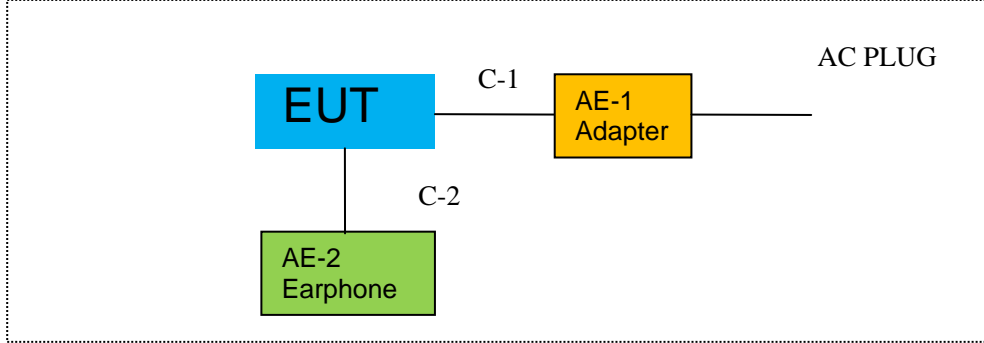 AC PLUG
EUT
C-1
AE-1
Adapter
C-2
AE-2
Earphone